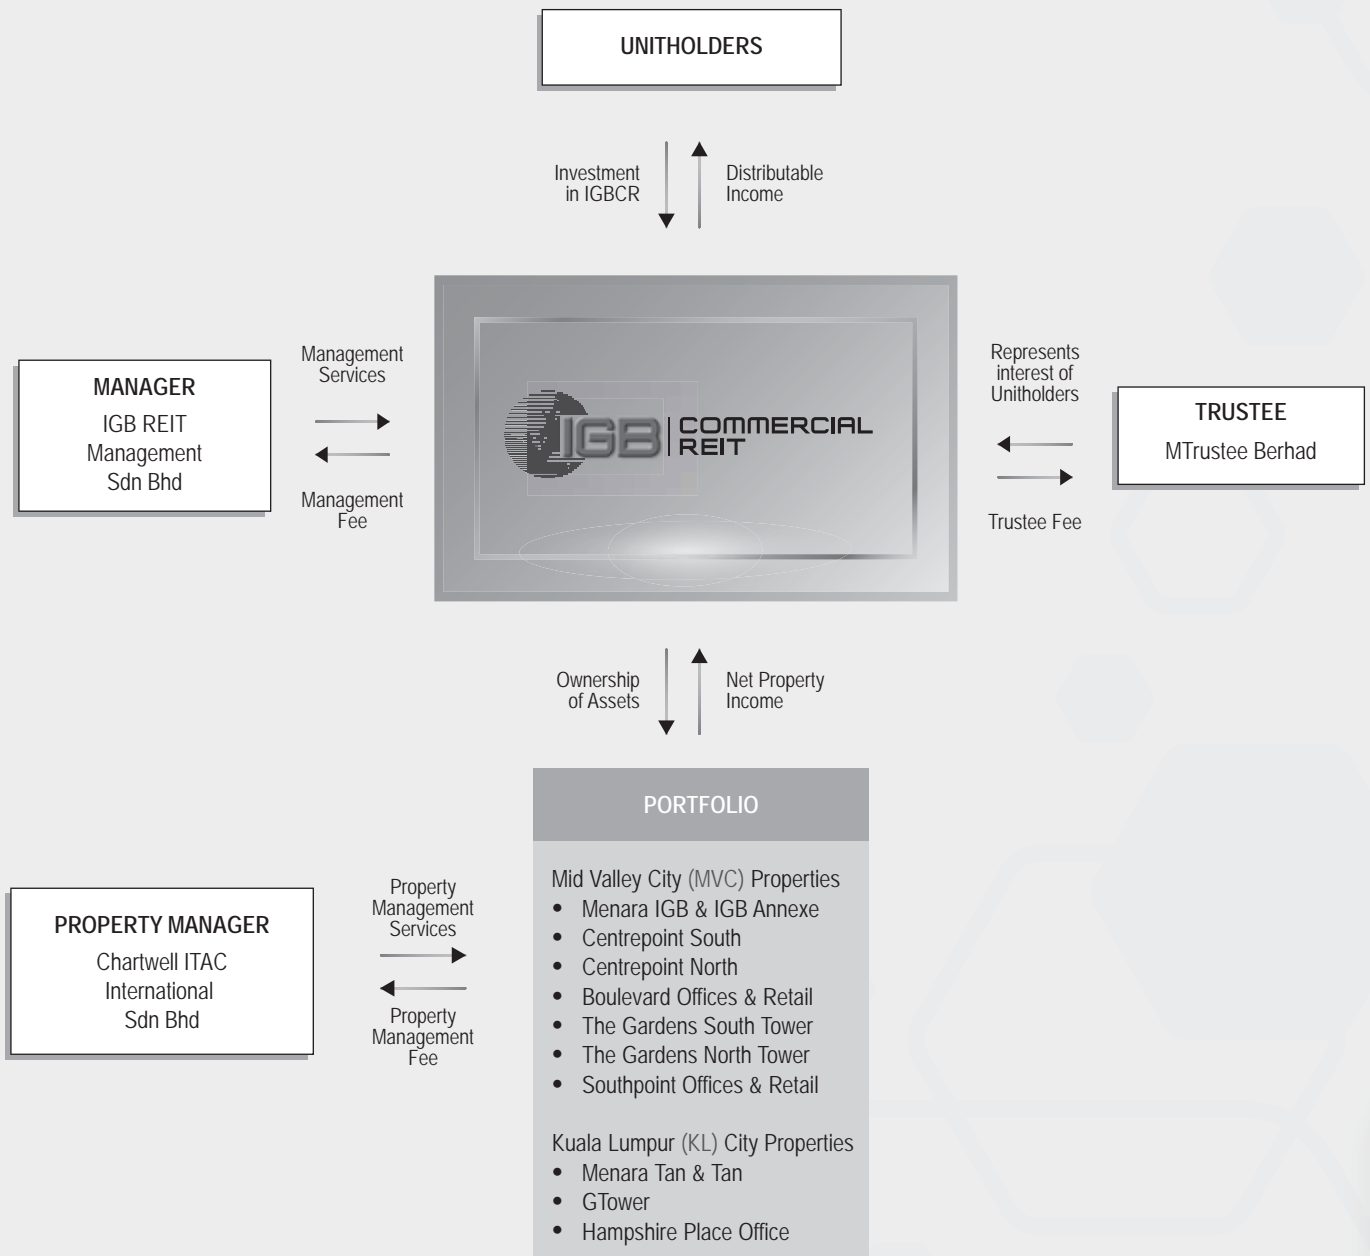 UNITHOLDERS
Investment
in IGBCR
Distributable
Income
MANAGER
IGB REIT
Management
Sdn Bhd
Management
Services
Management
Fee
IGB COMMERCIAL
REIT
Represents
interest of
Unitholders
Trustee Fee
TRUSTEE
MTrustee Berhad
Ownership
of Assets
Net Property
Income
PROPERTY MANAGER
Chartwell ITAC
International
Sdn Bhd
Property
Management
Services
Property
Management
Fee
PORTFOLIO
Mid Valley City (MVC) Properties
• Menara IGB & IGB Annexe
• Centrepoint South
• Centrepoint North
• Boulevard Offices & Retail
• The Gardens South Tower
• The Gardens North Tower
• Southpoint Offices & Retail
Kuala Lumpur (KL) City Properties
• Menara Tan & Tan
• GTower
• Hampshire Place Office